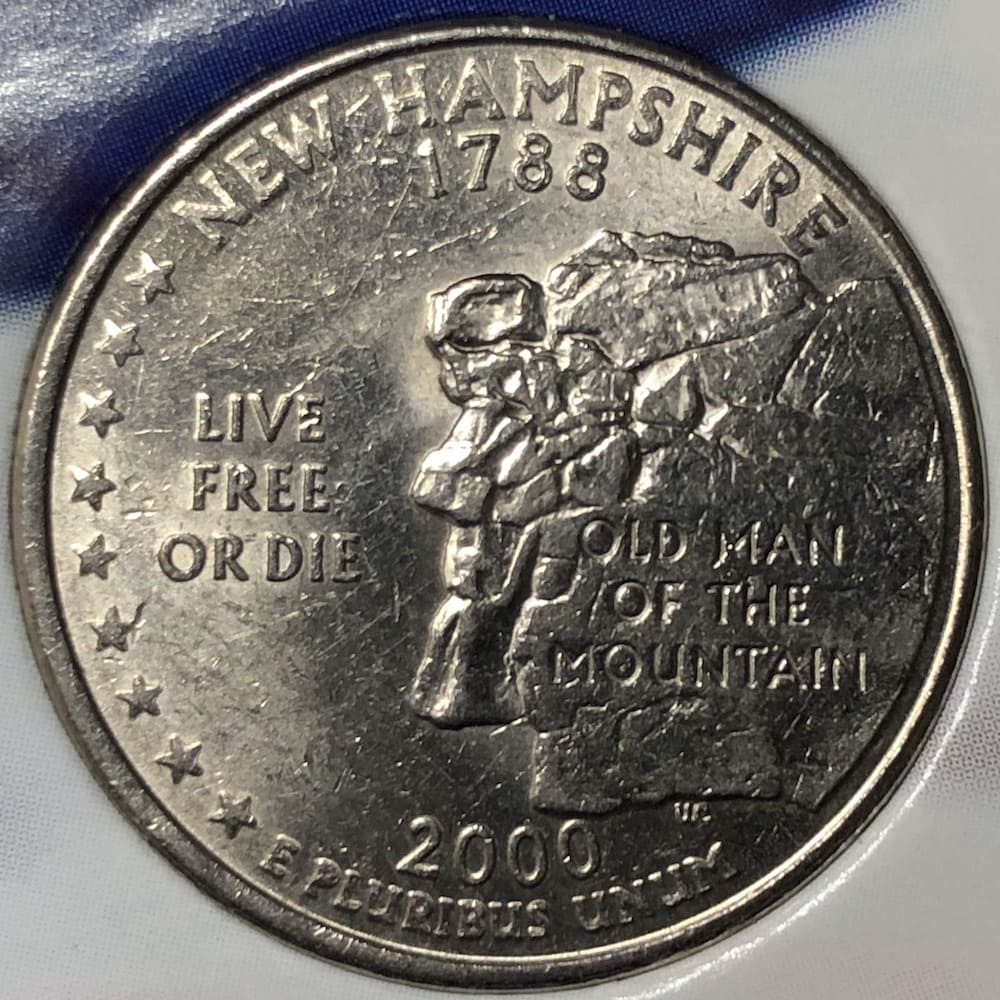 NEW HAMPSHIRE
1788
LIVE
FREE
OR DIE
OLD MAN
OF THE
MOUNTAIN
2000
E PLURIBUS UNUM